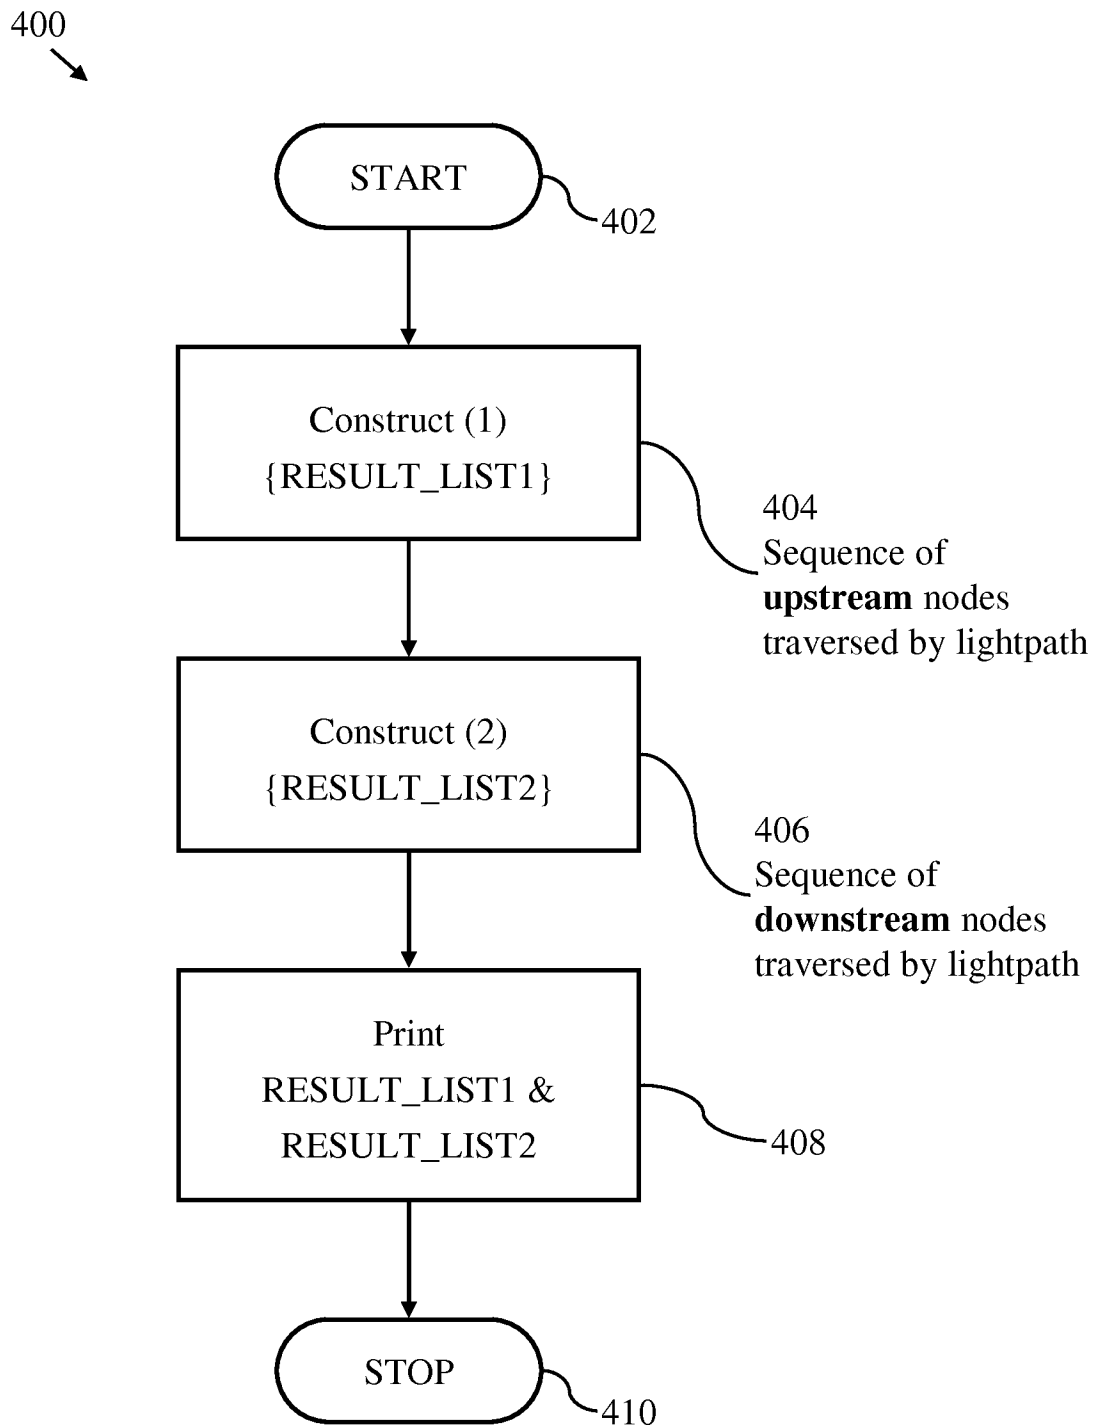 400
START
402
Construct (1)
{RESULT_LIST1}
404
Sequence of
upstream nodes
traversed by lightpath
Construct (2)
{RESULT_LIST2}
406
Sequence of
downstream nodes
traversed by lightpath
Print
RESULT_LIST1 &
RESULT_LIST2
408
STOP
410